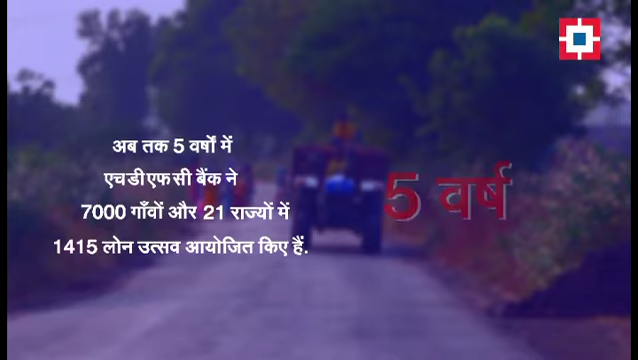 अब तक 5 वर्षों में
एचडीएफसी बैंक ने
7000 गाँवों और 21 राज्यों में
1415 लोन उत्सव आयोजित किए हैं.
5 वर्ष